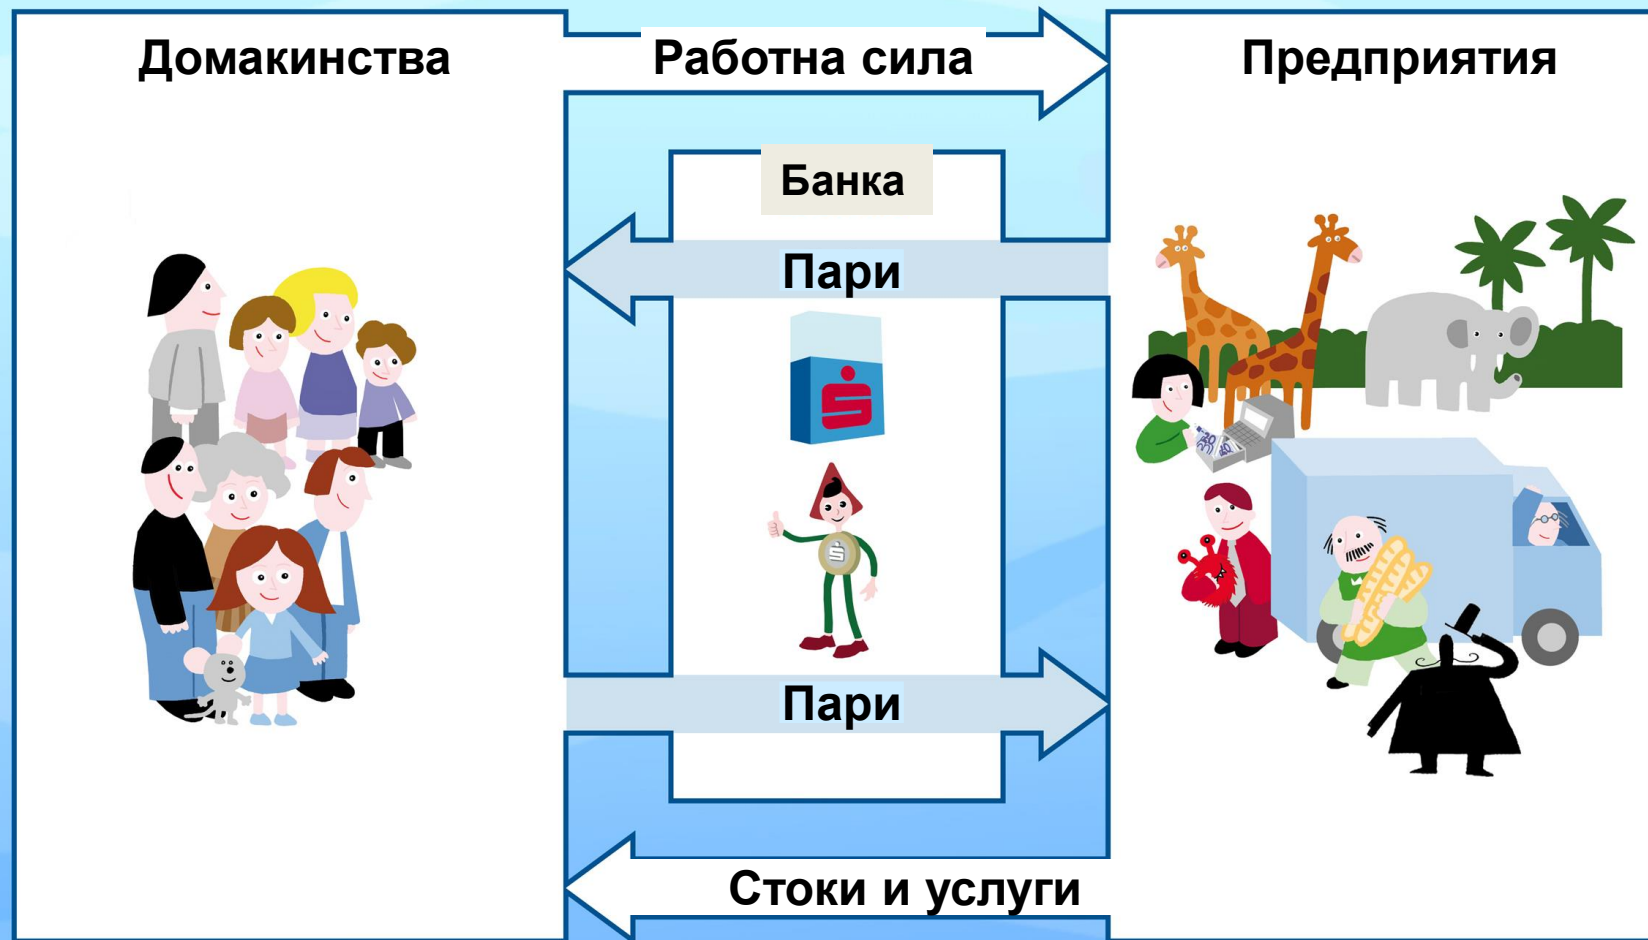 Домакинства
Работна сила
Предприятия
Банка
Пари
Пари
Стоки и услуги